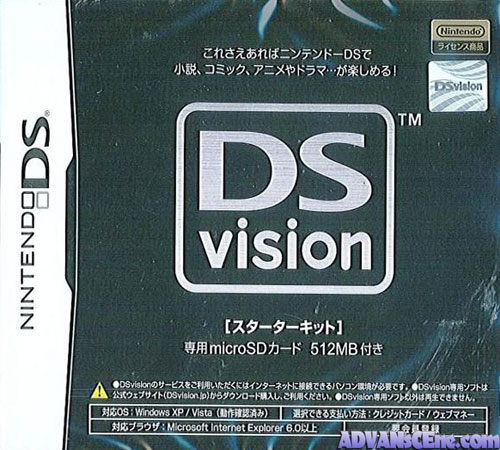 これさえあればニンテンドーDSで
小説、コミック、アニメやドラマ…が楽しめる!
Nintendo
ライセンス商品
DSvision
NINTENDO DS®
DS
vision
TM
[スターターキット]
専用microSDカード 512MB付き
●DSvisionのサービスをご利用いただくにはインターネットに接続できるパソコン環境が必要です。●DSvision専用ソフトは
公式ウェブサイト(DSvision.jp)からダウンロード購入し、ご利用ください。●DSvision専用ソフト以外は再生できません。
対応OS:Windows XP / Vista(動作確認済み)
選択できる支払い方法:クレジットカード / ウェブマネー
対応ブラウザ:Microsoft Internet Explorer 6.0以上
要会員登録
ADVANsCEne.com